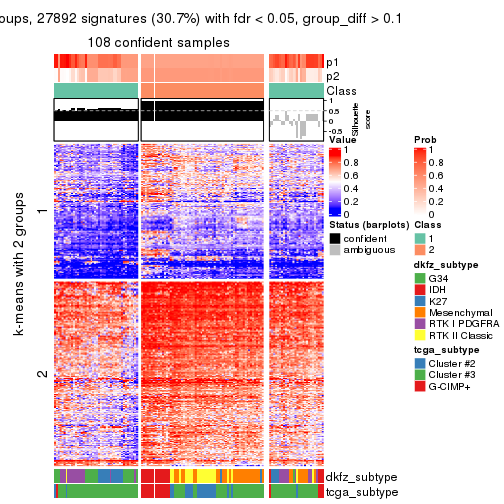 oups, 27892 signatures (30.7%) with fdr < 0.05, group_diff > 0.1
108 confident samples
p1
p2
Class
1
0.5
0
-0.5
Silhouette
score
k-means with 2 groups
1
2
Value
1
0.8
0.6
0.4
0.2
0
Prob
1
0.8
0.6
0.4
0.2
0
Status (barplots)
confident
ambiguous
Class
1
2
dkfz_subtype
G34
IDH
K27
Mesenchymal
RTK I PDGFRA
RTK II Classic
tcga_subtype
Cluster #2
Cluster #3
G-CIMP+
dkfz_subtype
tcga_subtype